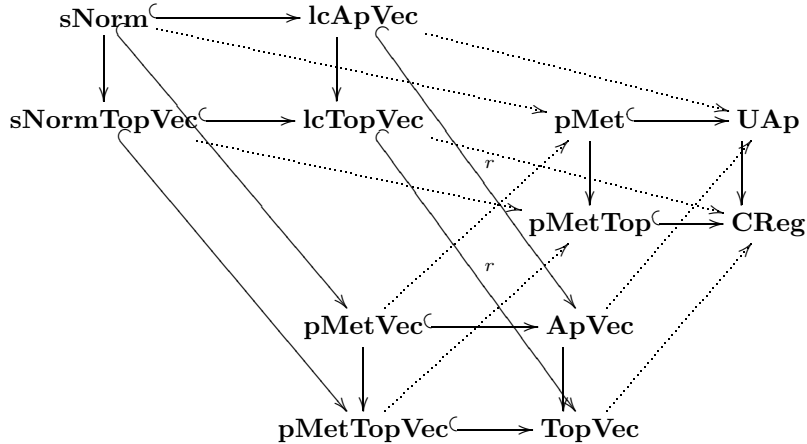 sNorm lcApVec
sNormTopVec lcTopVec pMet UAp
r
pMetTop CReg
r
pMetVec ApVec
pMetTopVec TopVec